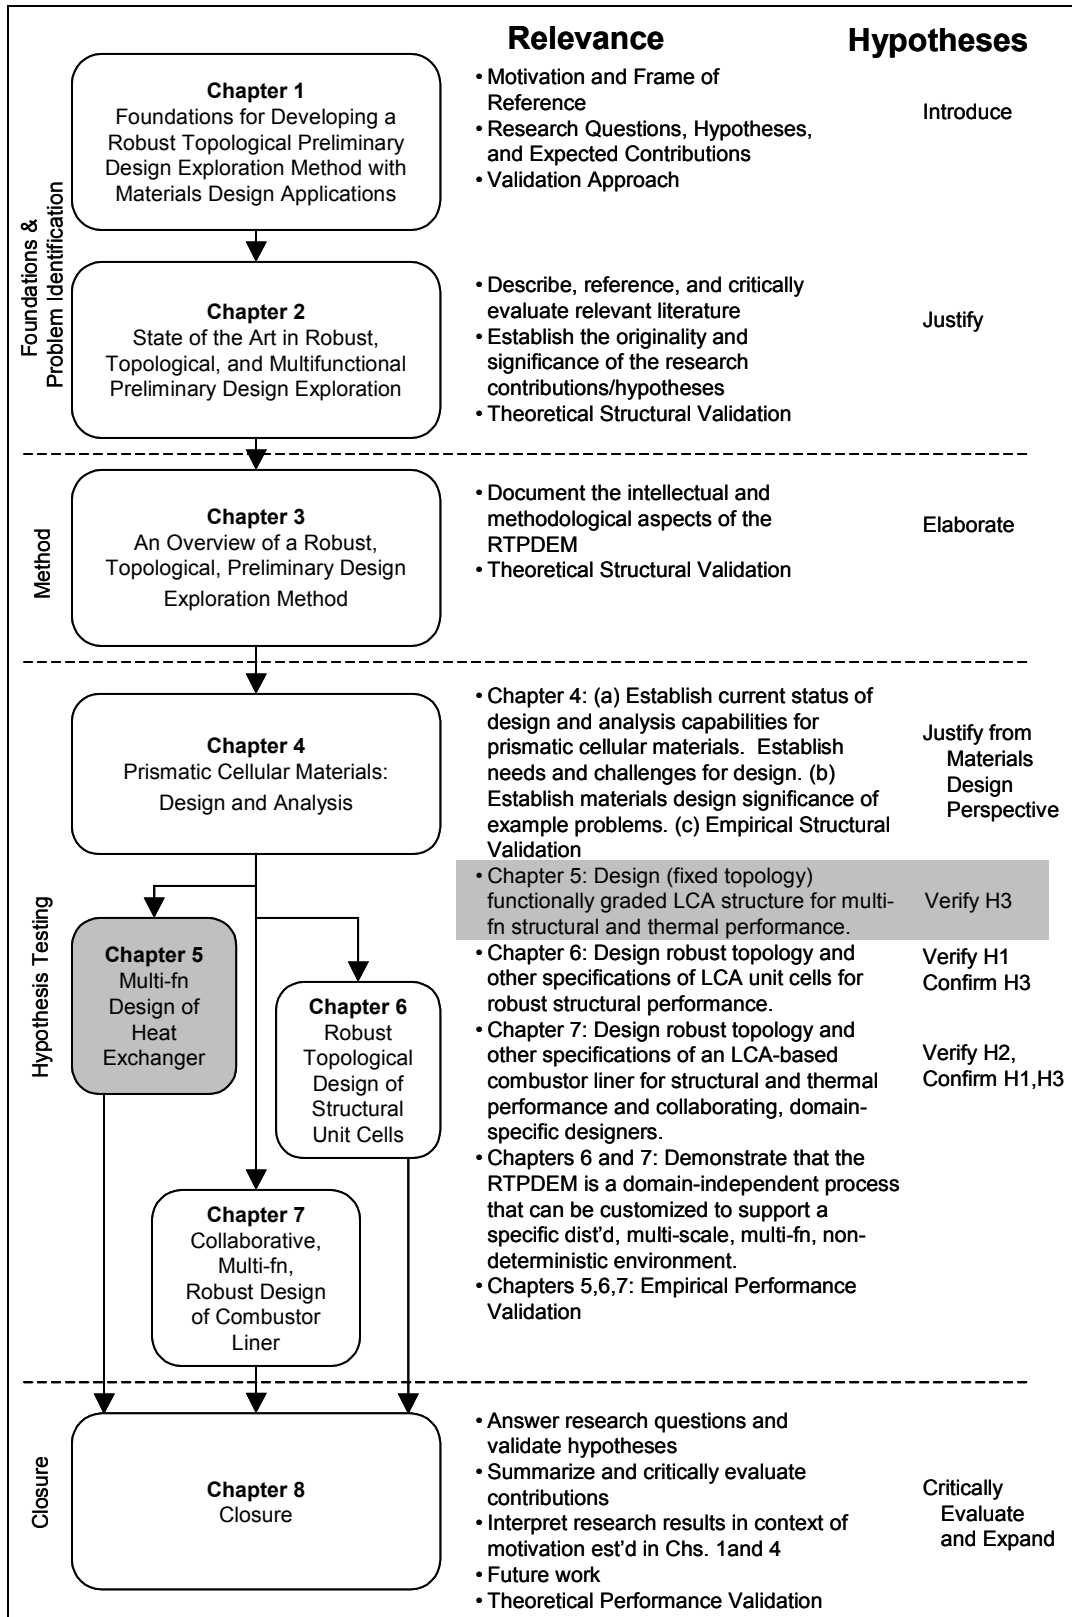 Relevance
Hypotheses
Foundations &
Problem Identification
Chapter 1
Foundations for Developing a
Robust Topological Preliminary
Design Exploration Method with
Materials Design Applications
• Motivation and Frame of
Reference
• Research Questions, Hypotheses,
and Expected Contributions
• Validation Approach
Introduce
Chapter 2
State of the Art in Robust,
Topological, and Multifunctional
Preliminary Design Exploration
• Describe, reference, and critically
evaluate relevant literature
• Establish the originality and
significance of the research
contributions/hypotheses
• Theoretical Structural Validation
Justify
Method
Chapter 3
An Overview of a Robust,
Topological, Preliminary Design
Exploration Method
• Document the intellectual and
methodological aspects of the
RTPDEM
• Theoretical Structural Validation
Elaborate
Hypothesis Testing
Chapter 4
Prismatic Cellular Materials:
Design and Analysis
• Chapter 4: (a) Establish current status of
design and analysis capabilities for
prismatic cellular materials. Establish
needs and challenges for design. (b)
Establish materials design significance of
example problems. (c) Empirical Structural
Validation
Justify from
Materials
Design
Perspective
Chapter 5
Multi-fn
Design of
Heat
Exchanger
• Chapter 5: Design (fixed topology)
functionally graded LCA structure for multi-
fn structural and thermal performance.
Verify H3
Chapter 6
Robust
Topological
Design of
Structural
Unit Cells
• Chapter 6: Design robust topology and
other specifications of LCA unit cells for
robust structural performance.
Verify H1
Confirm H3
Chapter 7
Collaborative,
Multi-fn,
Robust Design
of Combustor
Liner
• Chapter 7: Design robust topology and
other specifications of an LCA-based
combustor liner for structural and thermal
performance and collaborating, domain-
specific designers.
Verify H2,
Confirm H1,H3
• Chapters 6 and 7: Demonstrate that the
RTPDEM is a domain-independent process
that can be customized to support a
specific dist'd, multi-scale, multi-fn, non-
deterministic environment.
• Chapters 5,6,7: Empirical Performance
Validation
Closure
Chapter 8
Closure
• Answer research questions and
validate hypotheses
• Summarize and critically evaluate
contributions
• Interpret research results in context of
motivation est'd in Chs. 1and 4
• Future work
• Theoretical Performance Validation
Critically
Evaluate
and Expand